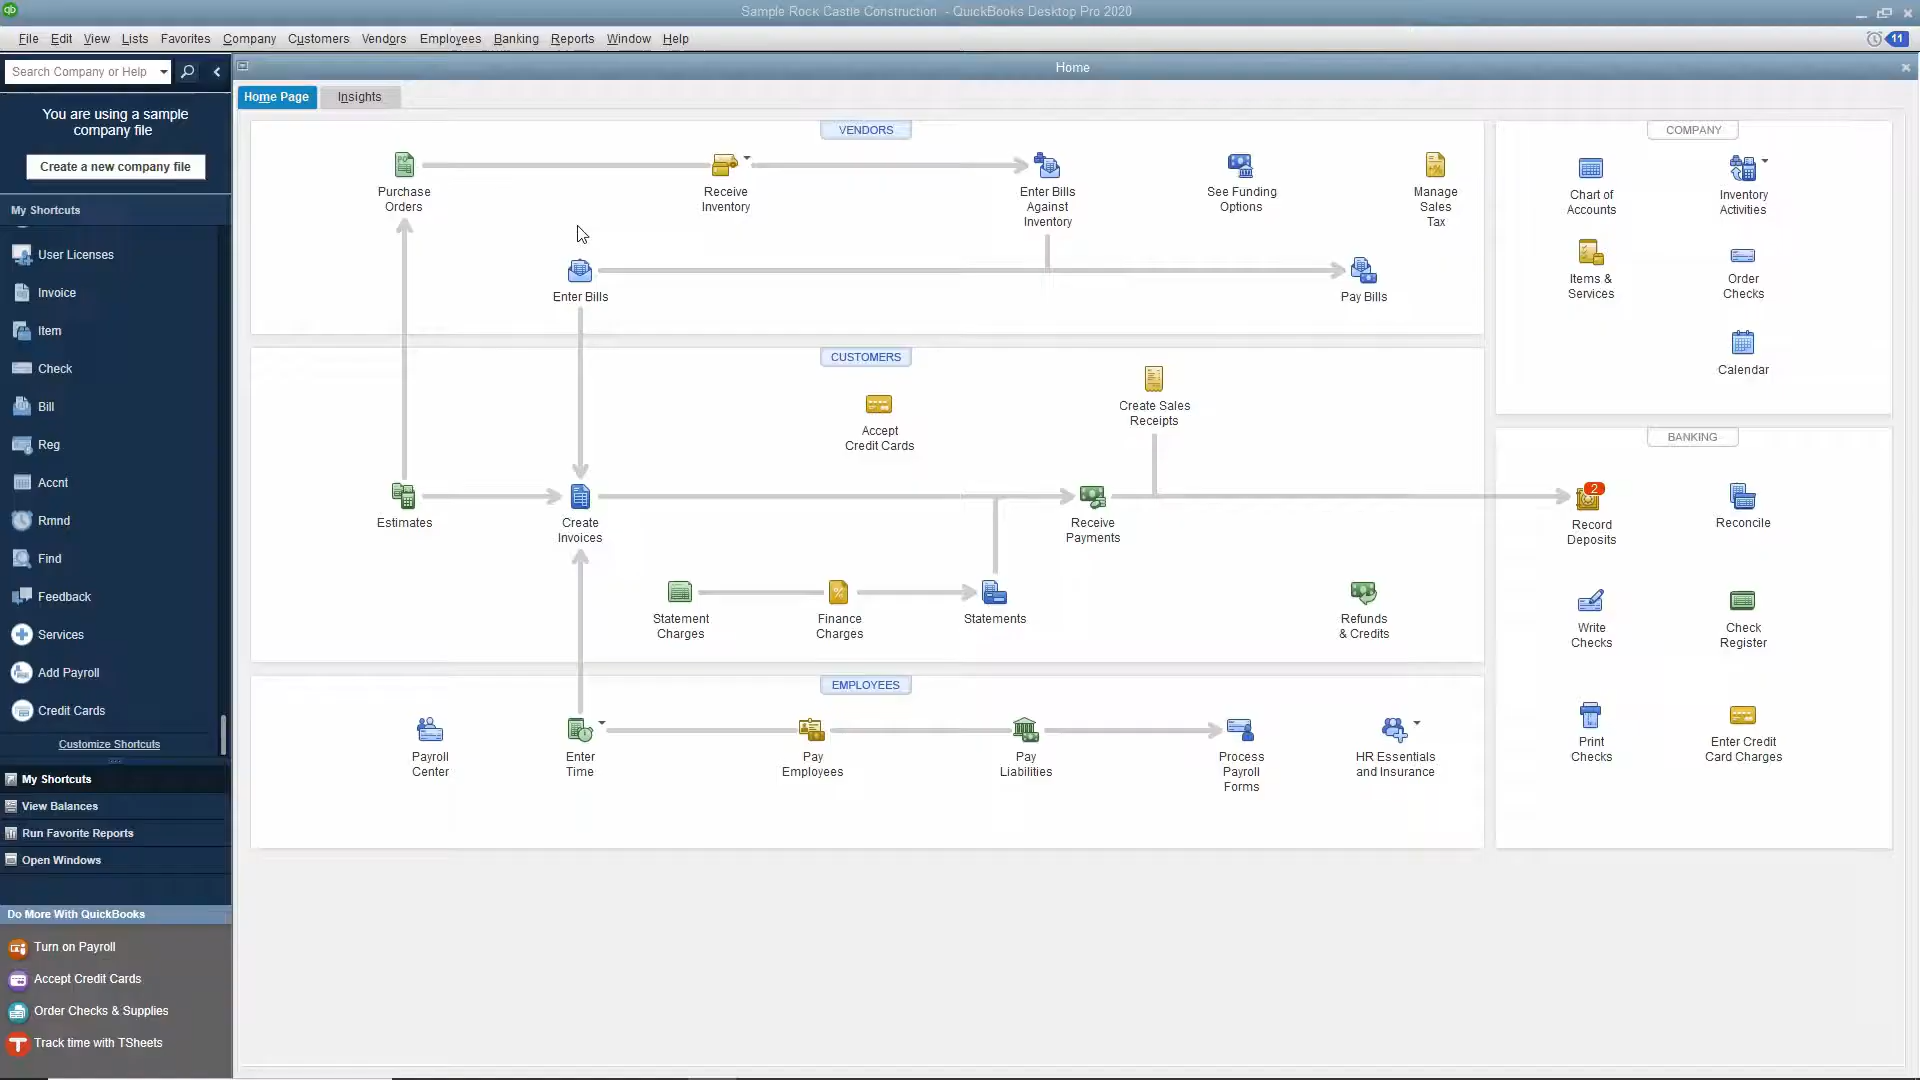 qb
Sample Rock Castle Construction - QuickBooks Desktop Pro 2020
File Edit View Lists Favorites Company Customers Vendors Employees Banking Reports Window Help
11
Search Company or Help
Home
Home Page Insights
You are using a sample
company file
Create a new company file
My Shortcuts
User Licenses
Invoice
Item
Check
Bill
Reg
Accnt
Rmnd
Find
Feedback
Services
Add Payroll
Credit Cards
Customize Shortcuts
My Shortcuts
View Balances
Run Favorite Reports
Open Windows
Do More With QuickBooks
Turn on Payroll
Accept Credit Cards
Order Checks & Supplies
Track time with TSheets
VENDORS
Purchase
Orders
Receive
Inventory
Enter Bills
Against
Inventory
See Funding
Options
Manage
Sales
Tax
Enter Bills
Pay Bills
CUSTOMERS
Accept
Credit Cards
Create Sales
Receipts
Estimates
Create
Invoices
Receive
Payments
Statement
Charges
Finance
Charges
Statements
Refunds
& Credits
EMPLOYEES
Payroll
Center
Enter
Time
Pay
Employees
Pay
Liabilities
Process
Payroll
Forms
HR Essentials
and Insurance
COMPANY
Chart of
Accounts
Inventory
Activities
Items &
Services
Order
Checks
Calendar
BANKING
2
Record
Deposits
Reconcile
Write
Checks
Check
Register
Print
Checks
Enter Credit
Card Charges